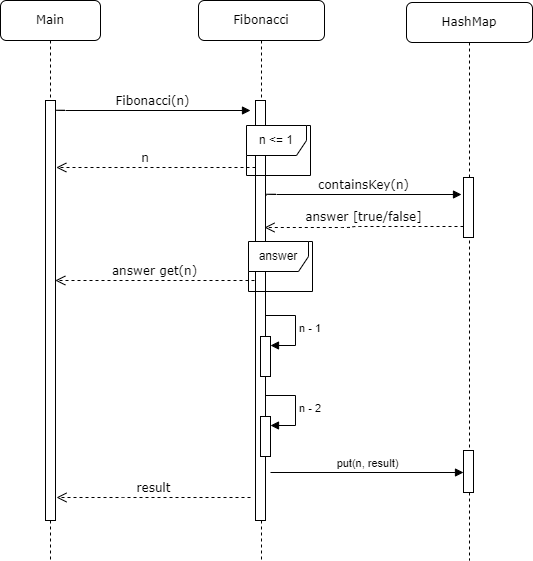 Main
Fibonacci
HashMap
Fibonacci(n)
n <= 1
n
containsKey(n)
answer [true/false]
answer
answer get(n)
n - 1
n - 2
put(n, result)
result